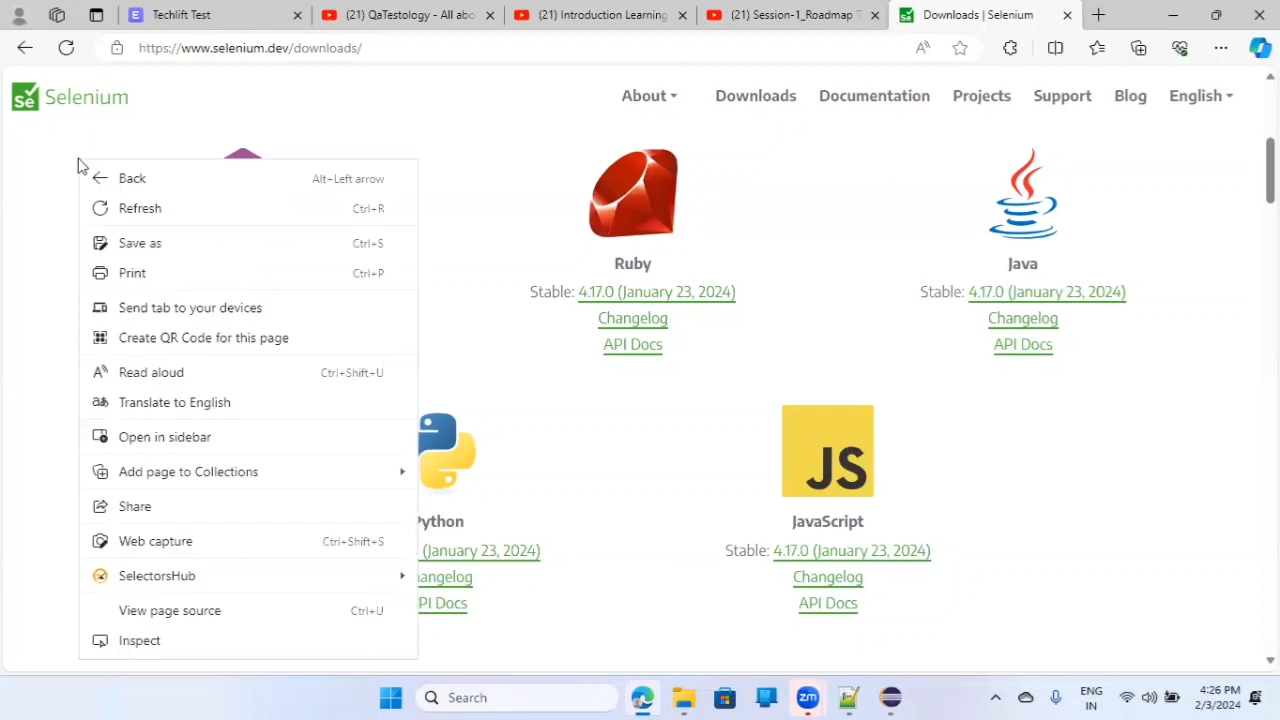 Techlift Test
(21) QaTestology - All abo
(21) Introduction Learning
(21) Session-1_Roadmap T
Downloads | Selenium
https://www.selenium.dev/downloads/
Se Selenium
About Downloads Documentation Projects Support Blog English
Back Alt-Left arrow
Refresh Ctrl+R
Save as Ctrl+S
Print Ctrl+P
Send tab to your devices
Create QR Code for this page
Read aloud Ctrl+Shift+U
Translate to English
Open in sidebar
Add page to Collections
Share
Web capture Ctrl+Shift+S
SelectorsHub
View page source Ctrl+U
Inspect
Ruby
Stable: 4.17.0 (January 23, 2024)
Changelog
API Docs
Java
Stable: 4.17.0 (January 23, 2024)
Changelog
API Docs
Python
(January 23, 2024)
angelog
PI Docs
JS
JavaScript
Stable: 4.17.0 (January 23, 2024)
Changelog
API Docs
Search
zm
ENG
IN
4:26 PM
2/3/2024